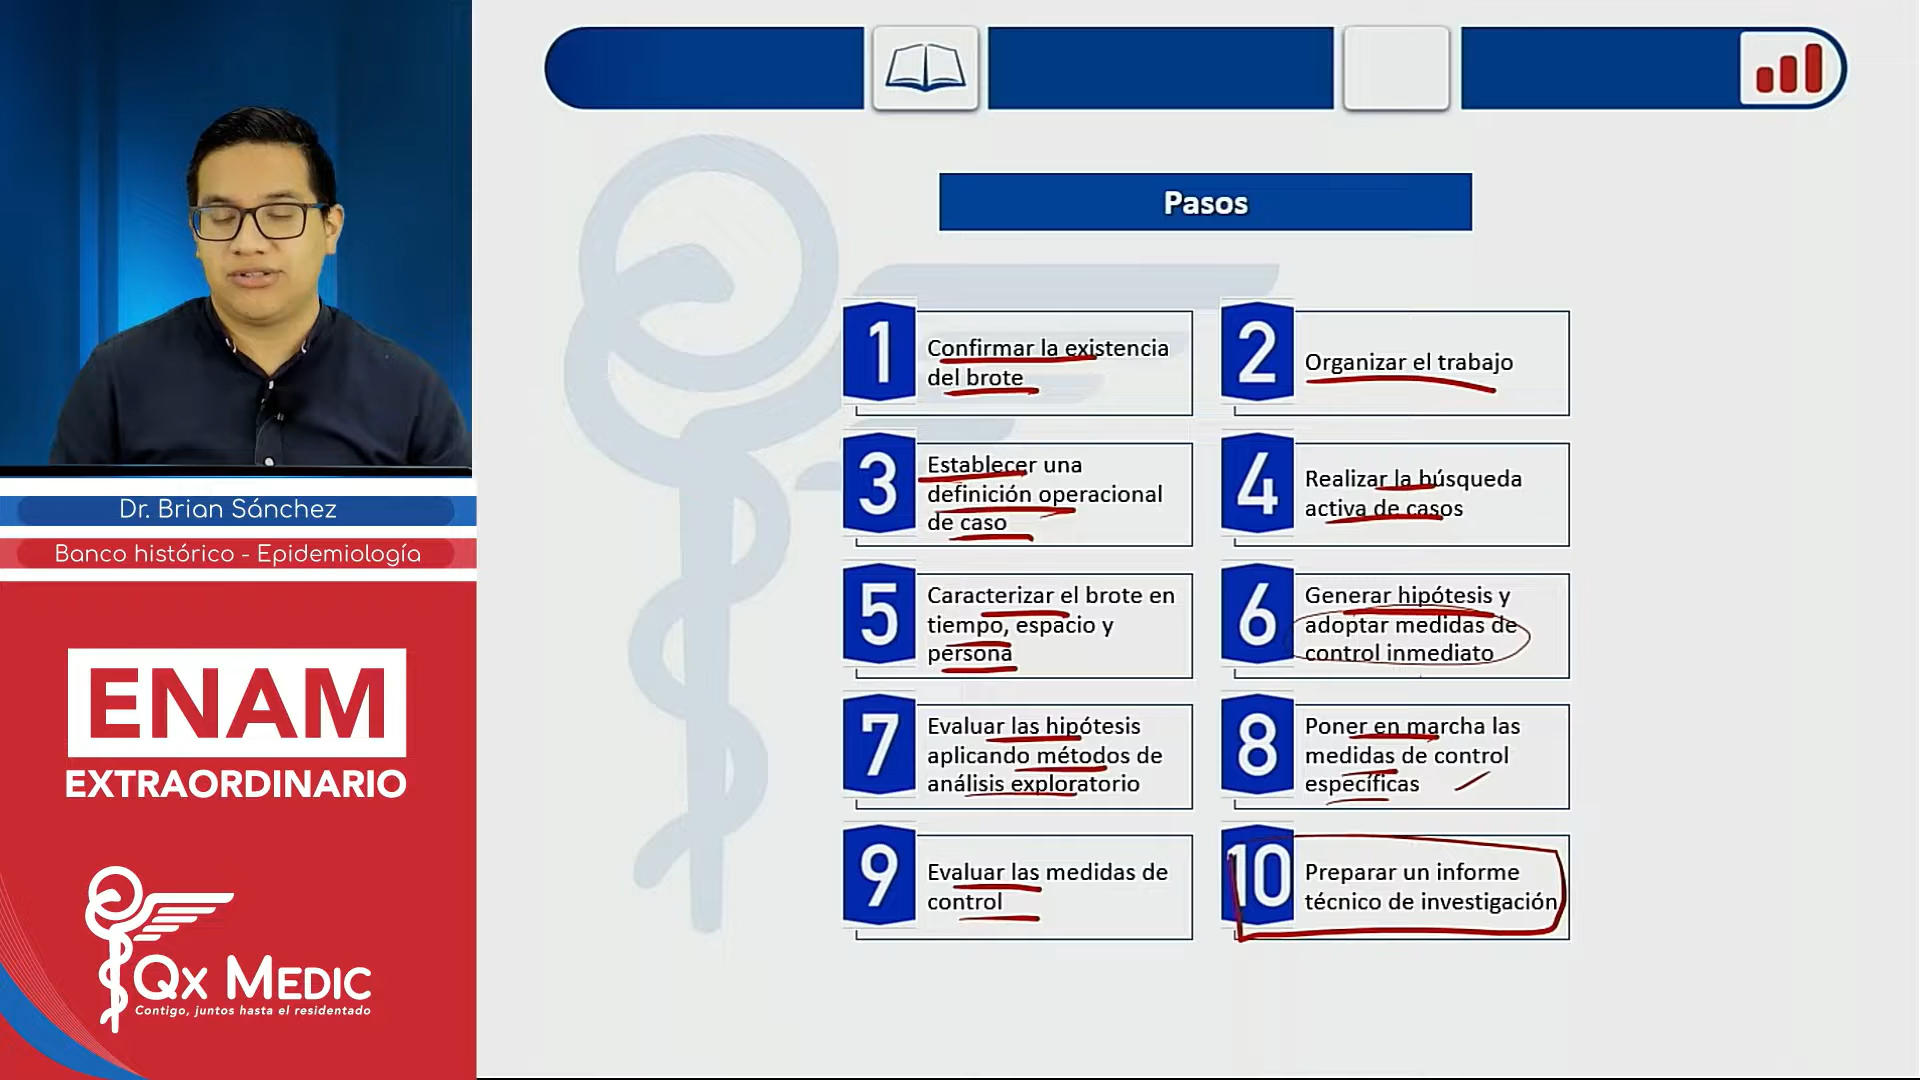 Pasos
1
Confirmar la existencia
del brote
2
Organizar el trabajo
3
Establecer una
definición operacional
de caso
4
Realizar la búsqueda
activa de casos
5
Caracterizar el brote en
tiempo, espacio y
persona
6
Generar hipótesis y
adoptar medidas de
control inmediato
7
Evaluar las hipótesis
aplicando métodos de
análisis exploratorio
8
Poner en marcha las
medidas de control
específicas
9
Evaluar las medidas de
control
10
Preparar un informe
técnico de investigación
Dr. Brian Sánchez
Banco histórico - Epidemiología
ENAM
EXTRAORDINARIO
QX MEDIC
Contigo, juntos hasta el residentado